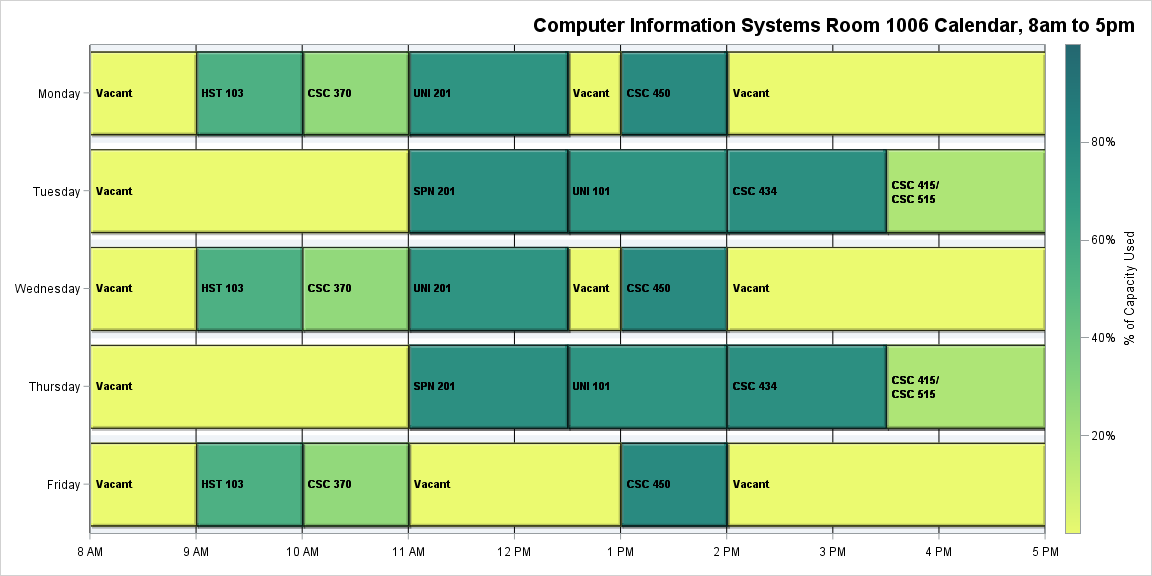 Computer Information Systems Room 1006 Calendar, 8am to 5pm
Monday
Vacant
HST 103
CSC 370
UNI 201
Vacant
CSC 450
Vacant
Tuesday
Vacant
SPN 201
UNI 101
CSC 434
CSC 415/
CSC 515
Wednesday
Vacant
HST 103
CSC 370
UNI 201
Vacant
CSC 450
Vacant
Thursday
Vacant
SPN 201
UNI 101
CSC 434
CSC 415/
CSC 515
Friday
Vacant
HST 103
CSC 370
Vacant
CSC 450
Vacant
8 AM
9 AM
10 AM
11 AM
12 PM
1 PM
2 PM
3 PM
4 PM
5 PM
80%
60%
40%
20%
% of Capacity Used